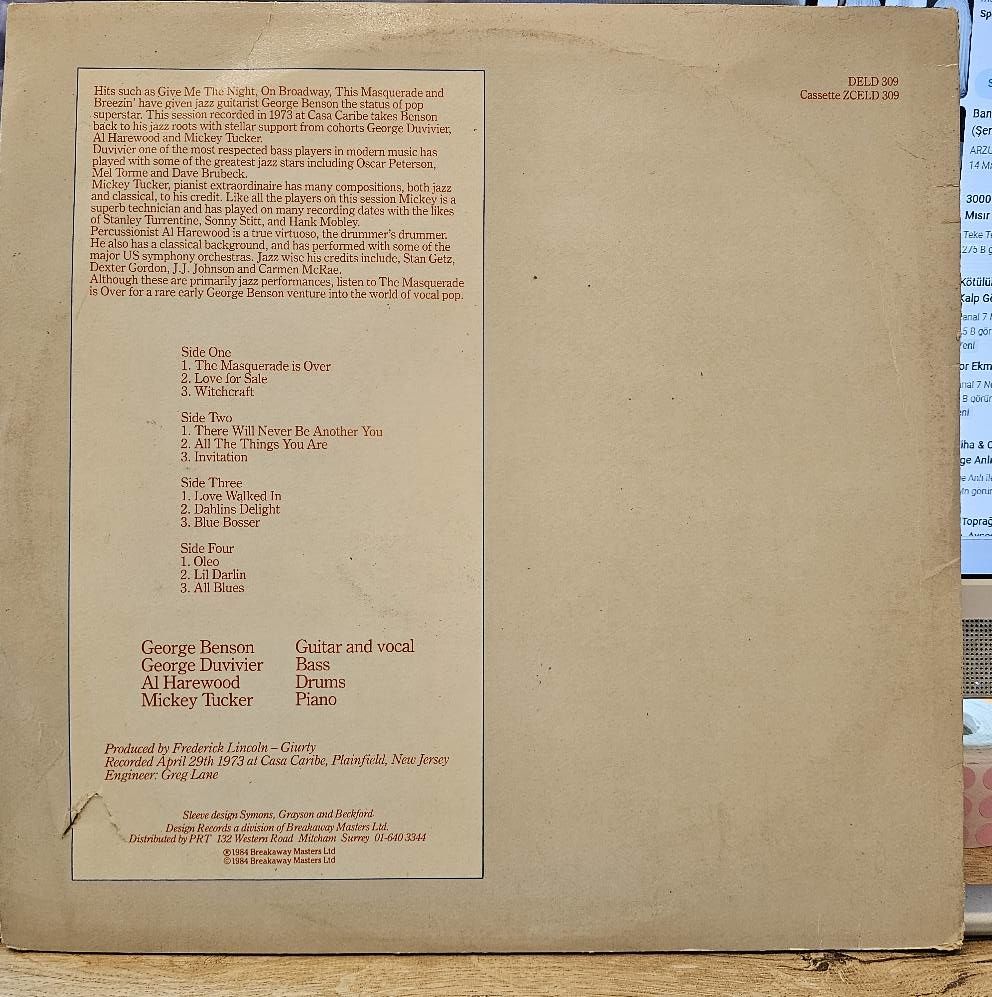 Hits such as Give Me The Night, On Broadway, This Masquerade and
Breezin' have given jazz guitarist George Benson the status of pop
superstar. This session recorded in 1973 at Casa Caribe takes Benson
back to his jazz roots with stellar support from cohorts George Duvivier,
Al Harewood and Mickey Tucker.
Duvivier one of the most respected bass players in modern music has
played with some of the greatest jazz stars including Oscar Peterson,
Mel Torme and Dave Brubeck.
Mickey Tucker, pianist extraordinaire has many compositions, both jazz
and classical, to his credit. Like all the players on this session Mickey is a
superb technician and has played on many recording dates with the likes
of Stanley Turrentine, Sonny Stitt, and Hank Mobley.
Percussionist Al Harewood is a true virtuoso, the drummer's drummer.
He also has a classical background, and has performed with some of the
major US symphony orchestras. Jazz wise his credits include, Stan Getz,
Dexter Gordon, J.J. Johnson and Carmen McRae.
Although these are primarily jazz performances, listen to The Masquerade
is Over for a rare early George Benson venture into the world of vocal pop.
DELD 309
Cassette ZCELD 309
Side One
1. The Masquerade is Over
2. Love for Sale
3. Witchcraft
Side Two
1. There Will Never Be Another You
2. All The Things You Are
3. Invitation
Side Three
1. Love Walked In
2. Dahlins Delight
3. Blue Bosser
Side Four
1. Oleo
2. Lil Darlin
3. All Blues
George Benson Guitar and vocal
George Duvivier Bass
Al Harewood Drums
Mickey Tucker Piano
Produced by Frederick Lincoln – Giurty
Recorded April 29th 1973 at Casa Caribe, Plainfield, New Jersey
Engineer: Greg Lane
Sleeve design Symons, Grayson and Beckford
Design Records a division of Breakaway Masters Ltd.
Distributed by PRT 132 Western Road Mitcham Surrey 01-640 3344
℗1984 Breakaway Masters Ltd
©1984 Breakaway Masters Ltd
Ban
(Şer
ARZU
3000
Mısır
Teke
275 B
Kalp